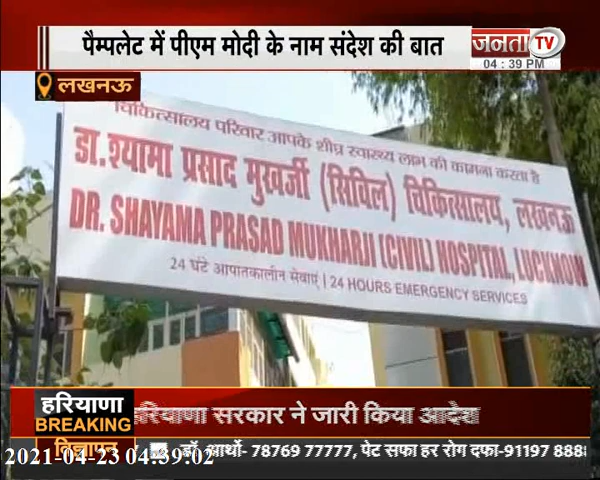 पैम्पलेट में पीएम मोदी के नाम संदेश की बात
जनता TV
04 : 39 PM
लखनऊ
चिकित्सालय परिवार आपके शीघ्र स्वास्थ्य लाभ की कामना करता है
डा. श्यामा प्रसाद मुखर्जी (सिविल) चिकित्सालय, लखनऊ
DR. SHAYAMA PRASAD MUKHARJI (CIVIL) HOSPITAL, LUCKNOW
24 घंटे आपातकालीन सेवाएं | 24 HOURS EMERGENCY SERVICES
हरियाणा
BREAKING
हरियाणा सरकार ने जारी किया आदेश
विज्ञापन
डॉ. आर्थो- 78769 77777, पेट सफा हर रोग दफा-91197 888
2021-04-23 04:39:02